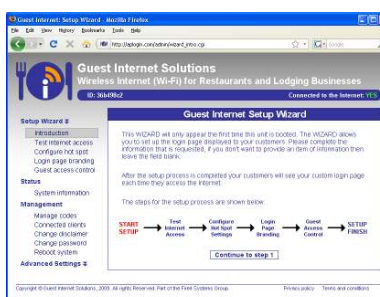 Guest Internet: Setup Wizard - Mozilla Firefox
File Edit View History Bookmarks Tools Help
http://aplogin.com/admin/wizard_intro.cgi
Google
Guest Internet Solutions
Wireless Internet (Wi-Fi) for Restaurants and Lodging Businesses
ID: 36b498c2
Connected to the Internet: YES
Setup Wizard
Introduction
Test internet access
Configure hot spot
Login page branding
Guest access control
Status
System information
Management
Manage codes
Connected clients
Change disclaimer
Change password
Reboot system
Advanced Settings
Guest Internet Setup Wizard
This WIZARD will only appear the first time this unit is booted. The WIZARD allows
you to set up the login page displayed to your customers. Please complete the
information that is requested, if you don't want to provide an item of information then
leave the field blank.
After the setup process is completed your customers will see your custom login page
each time they access the Internet.
The steps for the setup process are shown below.
START SETUP
Test Internet Access
Configure Hot Spot Settings
Login Page Branding
Guest Access Control
SETUP FINISH
Continue to step 1
Copyright © Guest Internet Solutions, 2009. All rights Reserved. Part of the Fire4 Systems Group.
Privacy policy Terms and conditions